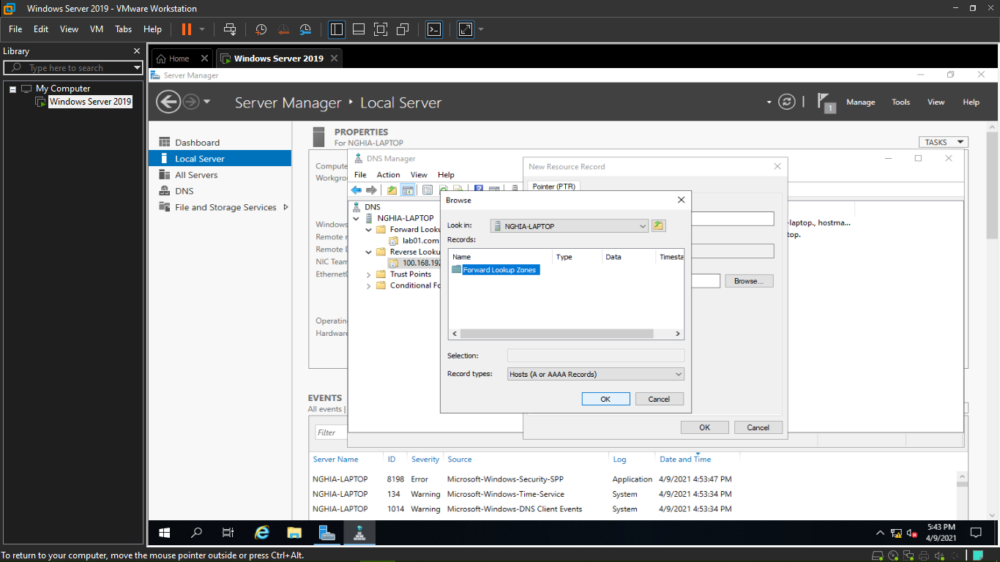 Windows Server 2019 - VMware Workstation
File Edit View VM Tabs Help
Library
Type here to search
My Computer
Windows Server 2019
Home Windows Server 2019
Server Manager
Server Manager • Local Server
1 Manage Tools View Help
Dashboard
Local Server
All Servers
DNS
File and Storage Services
PROPERTIES
For NGHIA-LAPTOP
TASKS
DNS Manager
File Action View Help
DNS
NGHIA-LAPTOP
Forward Looku
lab01.com
Reverse Looku
100.168.192
Trust Points
Conditional Fo
-laptop., hostma...
top.
New Resource Record
Pointer (PTR)
Browse...
OK Cancel
Browse
Look in: NGHIA-LAPTOP
Records:
Name Type Data Timesta
Forward Lookup Zones
Selection:
Record types: Hosts (A or AAAA Records)
OK Cancel
Compute
Workgro
Windows
Remote
Remote D
NIC Team
Ethernet
Operatin
Hardware
EVENTS
All events |
Filter
Server Name ID Severity Source Log Date and Time
NGHIA-LAPTOP 8198 Error Microsoft-Windows-Security-SPP Application 4/9/2021 4:53:47 PM
NGHIA-LAPTOP 134 Warning Microsoft-Windows-Time-Service System 4/9/2021 4:53:34 PM
NGHIA-LAPTOP 1014 Warning Microsoft-Windows-DNS Client Events System 4/9/2021 4:53:34 PM
5:43 PM
4/9/2021
To return to your computer, move the mouse pointer outside or press Ctrl+Alt.